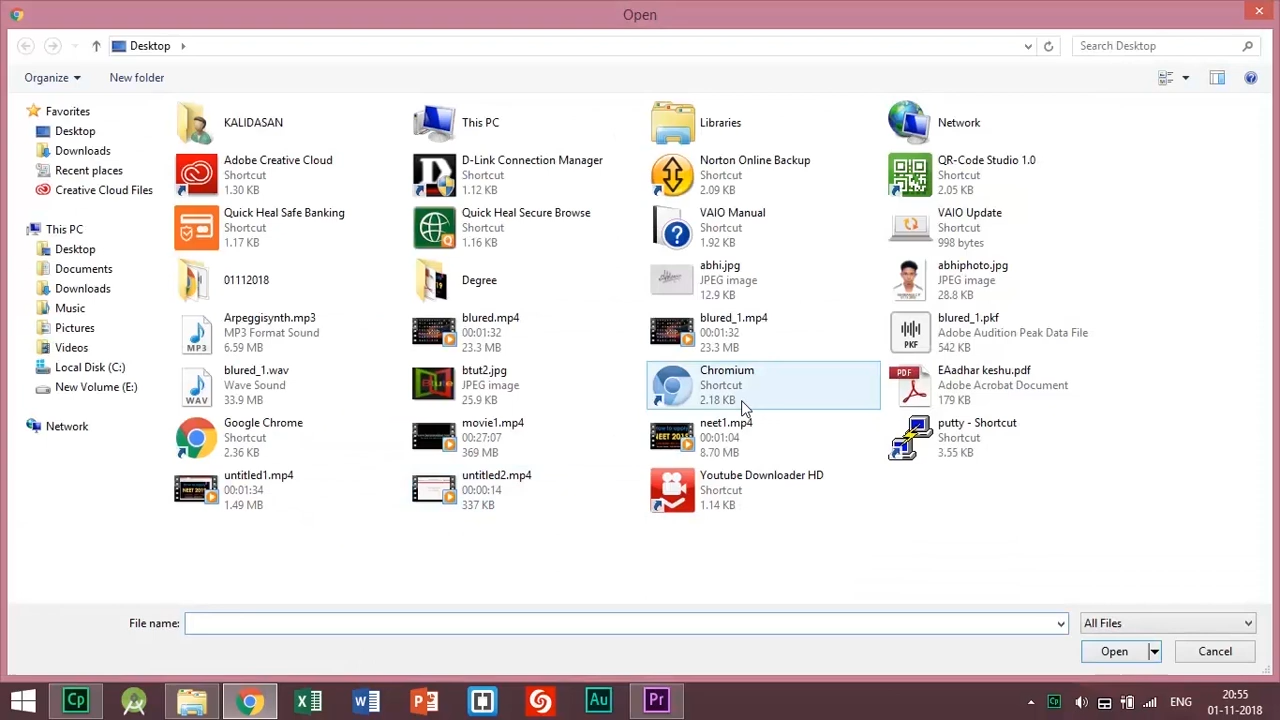 Open
Desktop
Search Desktop
Organize
New folder
Favorites
Desktop
Downloads
Recent places
Creative Cloud Files
This PC
Desktop
Documents
Downloads
Music
Pictures
Videos
Local Disk (C:)
New Volume (E:)
Network
KALIDASAN
This PC
Libraries
Network
Adobe Creative Cloud
Shortcut
1.30 KB
D-Link Connection Manager
Shortcut
1.12 KB
Norton Online Backup
Shortcut
2.09 KB
QR-Code Studio 1.0
Shortcut
2.05 KB
Quick Heal Safe Banking
Shortcut
1.17 KB
Quick Heal Secure Browse
Shortcut
1.16 KB
VAIO Manual
Shortcut
1.92 KB
VAIO Update
Shortcut
998 bytes
01112018
Degree
abhi.jpg
JPEG image
12.9 KB
abhiphoto.jpg
JPEG image
28.8 KB
Arpeggisynth.mp3
MP3 Format Sound
6.59 MB
blured.mp4
00:01:32
23.3 MB
blured_1.mp4
00:01:32
23.3 MB
blured_1.pkf
Adobe Audition Peak Data File
542 KB
blured_1.wav
Wave Sound
33.9 MB
btut2.jpg
JPEG image
25.9 KB
Chromium
Shortcut
2.18 KB
EAadhar keshu.pdf
Adobe Acrobat Document
179 KB
Google Chrome
Shortcut
2.36 KB
movie1.mp4
00:27:07
369 MB
neet1.mp4
00:01:04
8.70 MB
putty - Shortcut
Shortcut
3.55 KB
untitled1.mp4
00:01:34
1.49 MB
untitled2.mp4
00:00:14
337 KB
Youtube Downloader HD
Shortcut
1.14 KB
MP3
PKF
WAV
PDF
File name:
All Files
Open
Cancel
Cp
Au
Pr
Cp
ENG
20:55
01-11-2018